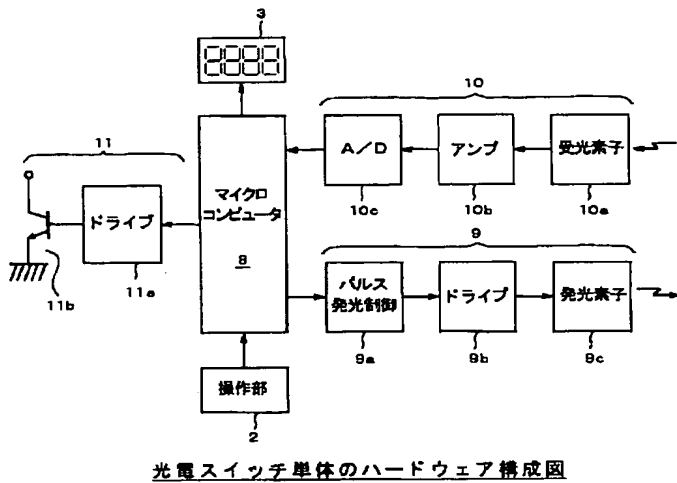 3
8888
10
11
A/D
アンプ
受光素子
マイクロ
コンピュータ
ドライブ
10c
10b
10a
9
8
11a
11b
パルス
発光制御
ドライブ
発光素子
9a
9b
9c
操作部
2
光電スイッチ単体のハードウェア構成図